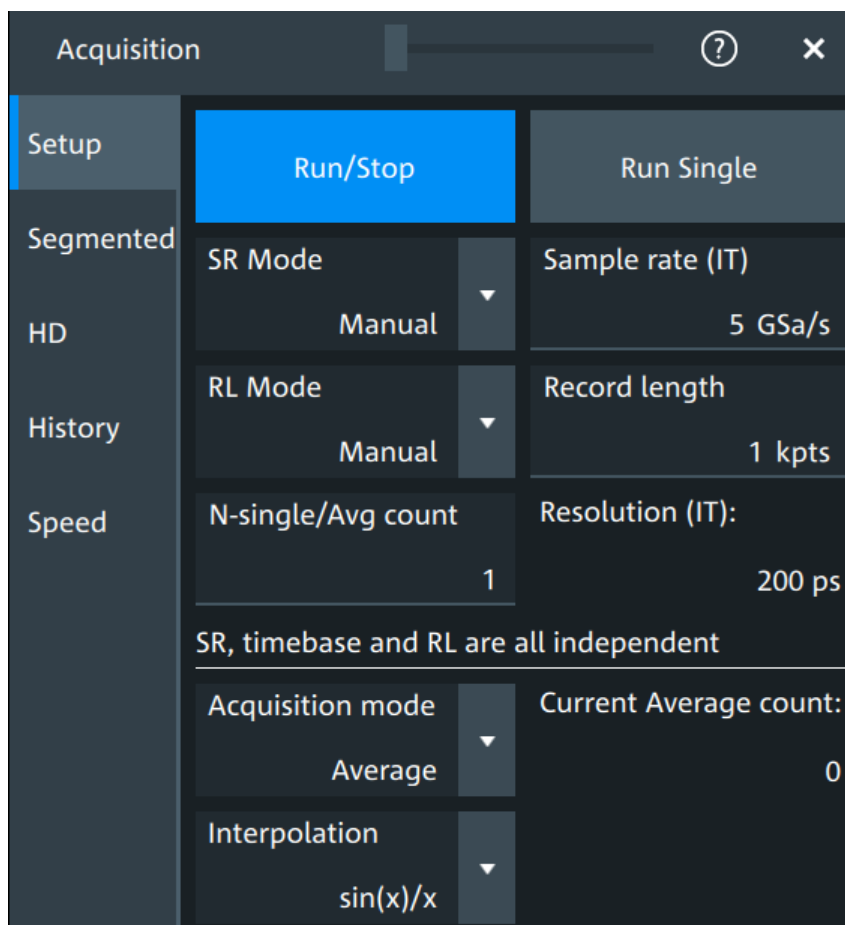 Acquisition
?
Setup
Segmented
HD
History
Speed
Run/Stop
Run Single
SR Mode
Manual
Sample rate (IT)
5 GSa/s
RL Mode
Manual
Record length
1 kpts
N-single/Avg count
1
Resolution (IT):
200 ps
SR, timebase and RL are all independent
Acquisition mode
Average
Current Average count:
0
Interpolation
sin(x)/x